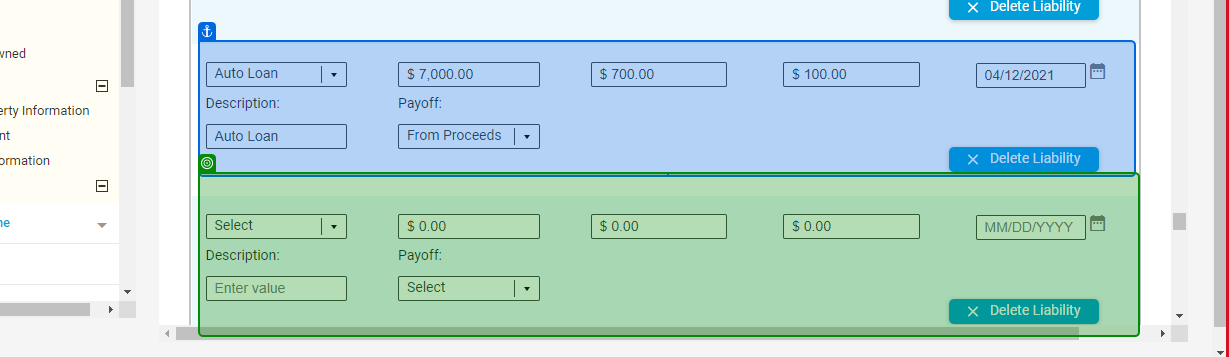 Delete Liability
wned
erty Information
nt
ormation
ne
Auto Loan $ 7,000.00 $ 700.00 $ 100.00 04/12/2021
Description: Payoff:
Auto Loan From Proceeds
Delete Liability
Select $ 0.00 $ 0.00 $ 0.00 MM/DD/YYYY
Description: Payoff:
Enter value Select
Delete Liability